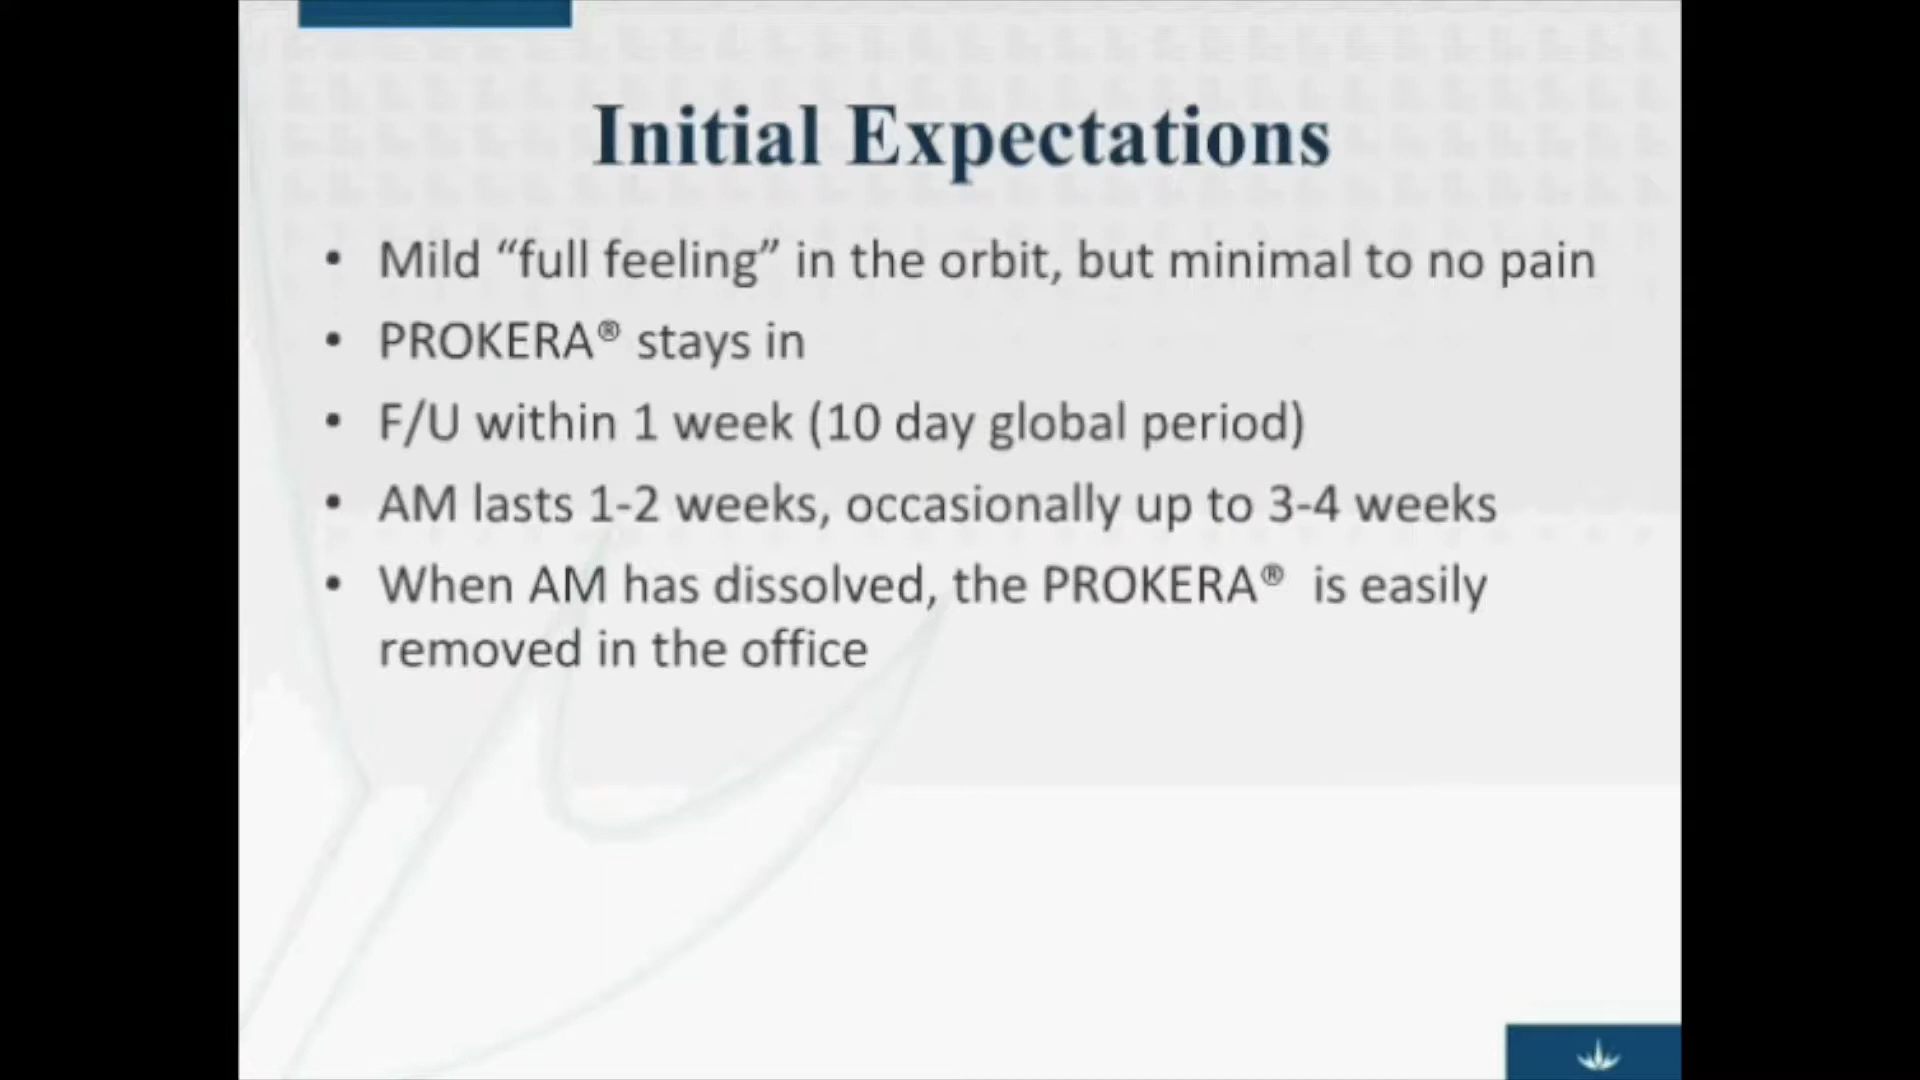 Initial Expectations
• Mild “full feeling” in the orbit, but minimal to no pain
• PROKERA® stays in
• F/U within 1 week (10 day global period)
• AM lasts 1-2 weeks, occasionally up to 3-4 weeks
• When AM has dissolved, the PROKERA® is easily
removed in the office